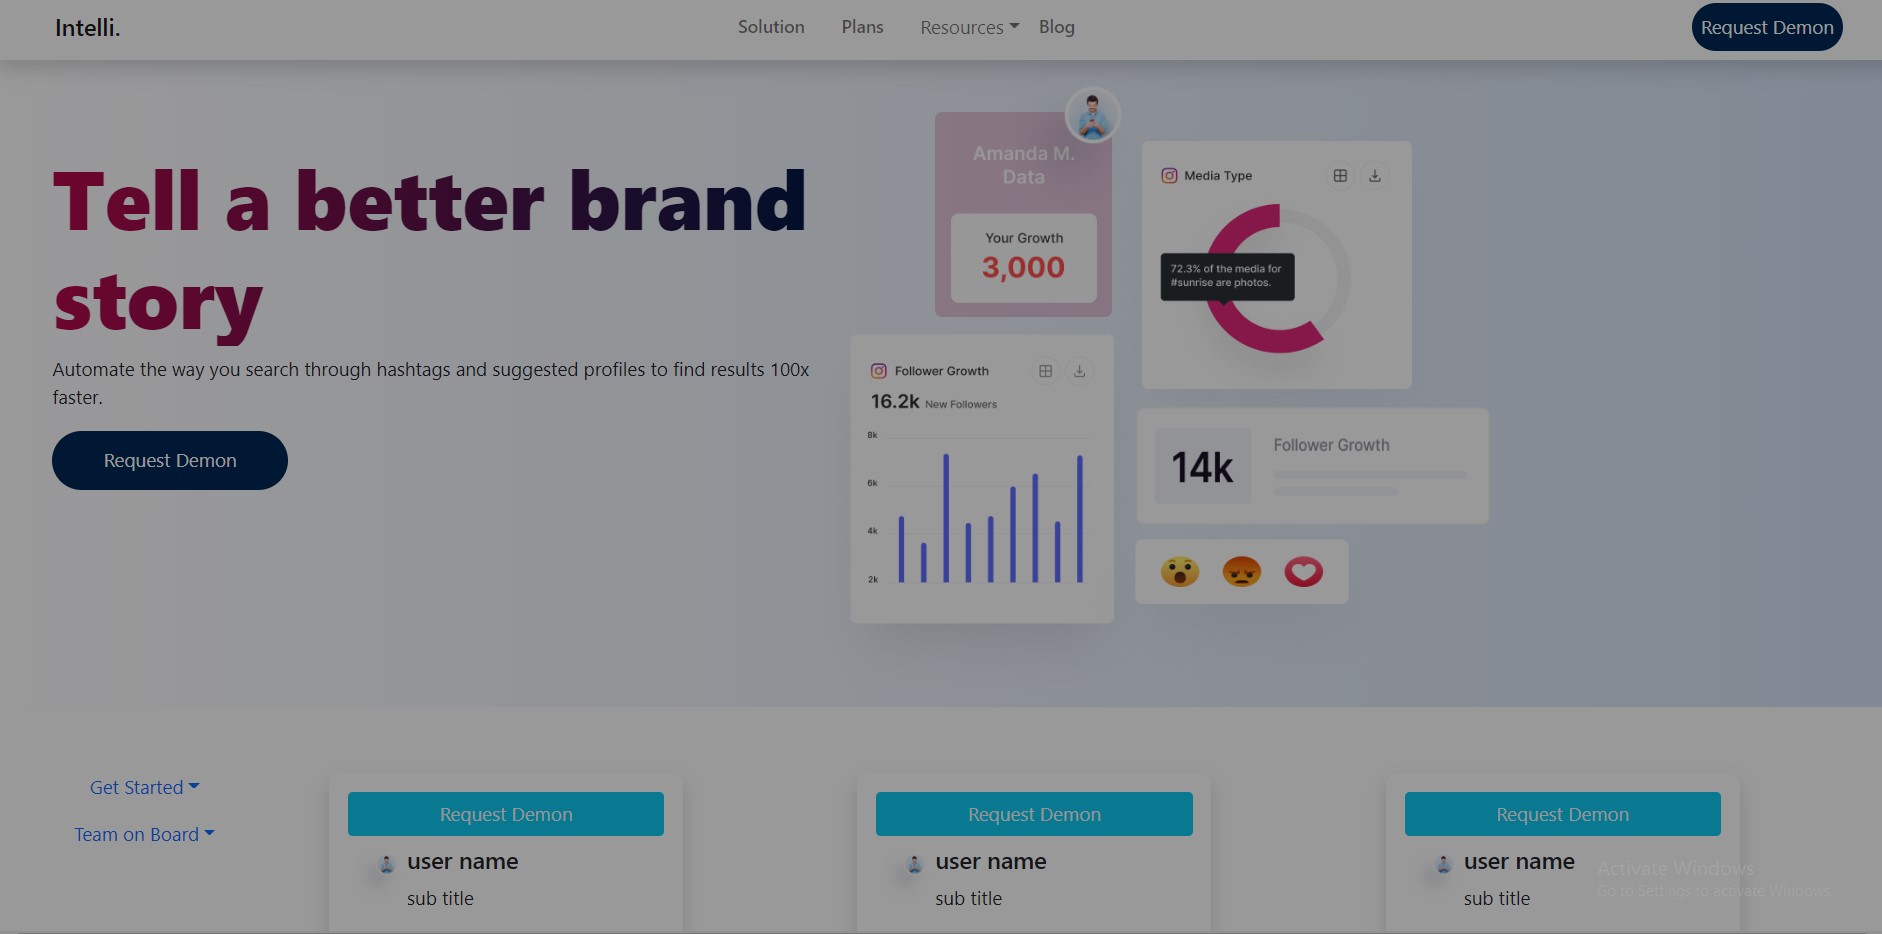 Intelli.
Solution
Plans
Resources
Blog
Request Demon
Tell a better brand
story
Automate the way you search through hashtags and suggested profiles to find results 100x
faster.
Request Demon
Amanda M.
Data
Your Growth
3,000
Media Type
72.3% of the media for
#sunrise are photos.
Follower Growth
16.2k New Followers
8k
6k
4k
2k
14k
Follower Growth
Get Started
Team on Board
Request Demon
user name
sub title
Request Demon
user name
sub title
Request Demon
user name
sub title
Activate Windows
Go to Settings to activate Windows.